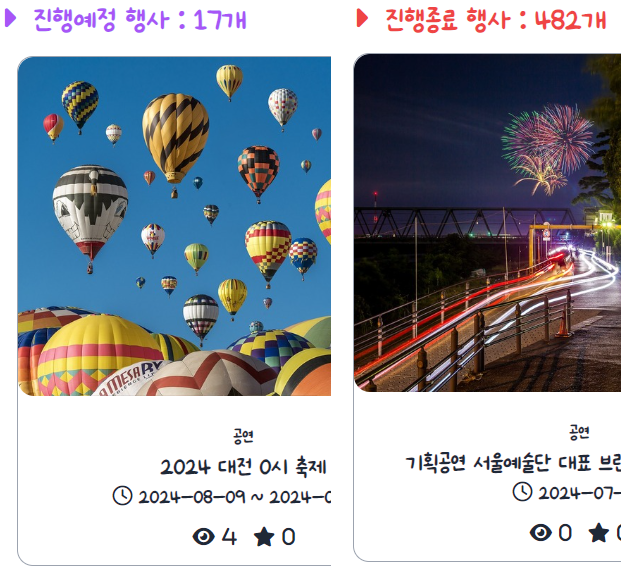 진행예정 행사 : 17개
AMESA
공연
2024 대전 0시 축제
2024-08-09 ~ 2024-0
4 0
진행종료 행사 : 482개
공연
기획공연 서울예술단 대표 브
2024-07-
0